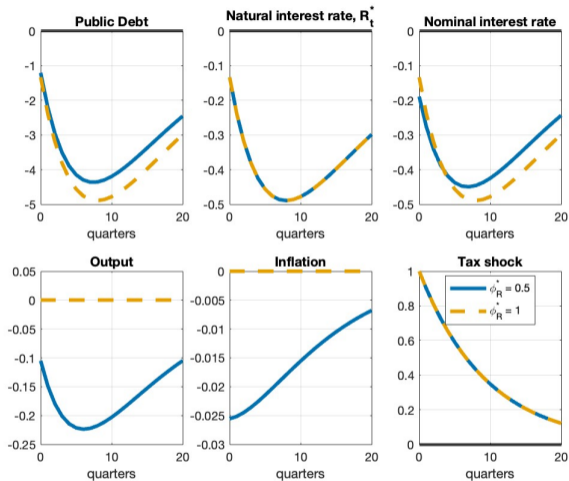 Public Debt
0
-1
-2
-3
-4
-5
0 10 20
quarters
Natural interest rate, R*t
0
-0.1
-0.2
-0.3
-0.4
-0.5
0 10 20
quarters
Nominal interest rate
0
-0.1
-0.2
-0.3
-0.4
-0.5
0 10 20
quarters
Output
0.05
0
-0.05
-0.1
-0.15
-0.2
-0.25
0 10 20
quarters
Inflation
0
-0.005
-0.01
-0.015
-0.02
-0.025
-0.03
0 10 20
quarters
Tax shock
1
0.8
0.6
0.4
0.2
0
0 10 20
quarters
ϕ*R = 0.5
ϕ*R = 1